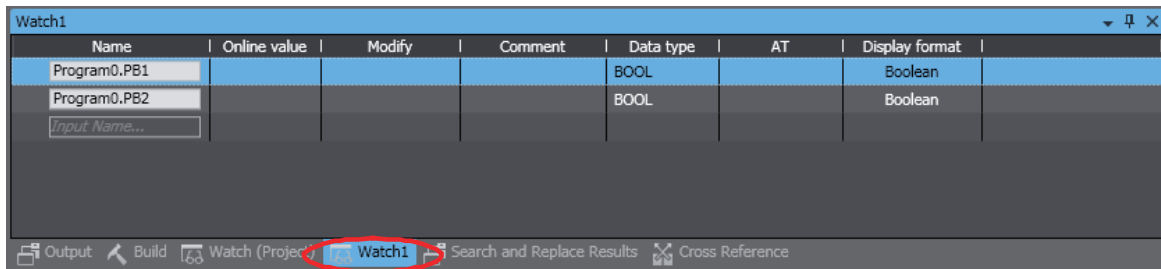 Watch1
Name Online value Modify Comment Data type AT Display format
Program0.PB1 BOOL Boolean
Program0.PB2 BOOL Boolean
Input Name...
Output Build Watch (Project) Watch1 Search and Replace Results Cross Reference